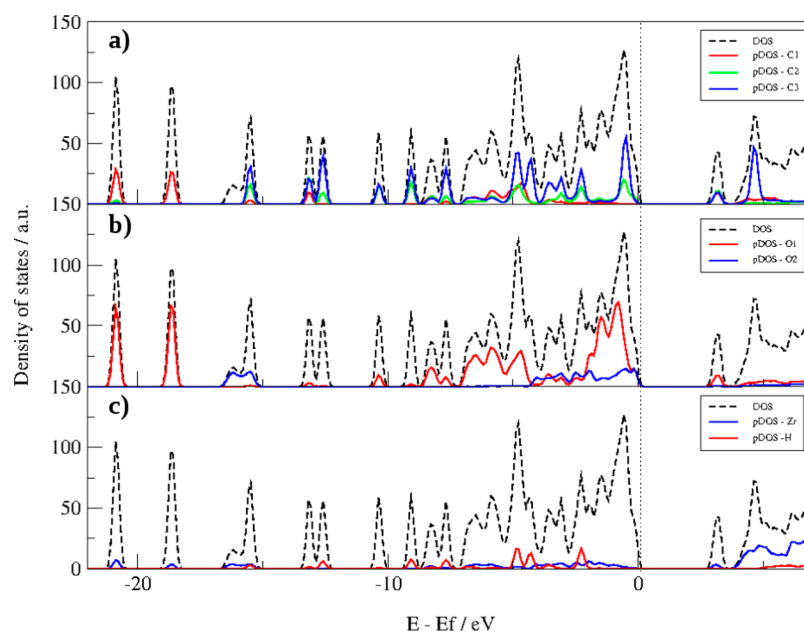 150
a)
DOS
pDOS - C1
pDOS - C2
pDOS - C3
100
50
150
b)
DOS
pDOS - O1
pDOS - O2
100
50
150
c)
DOS
pDOS - Zr
pDOS - H
100
50
0
-20
-10
0
Density of states / a.u.
E - Ef / eV